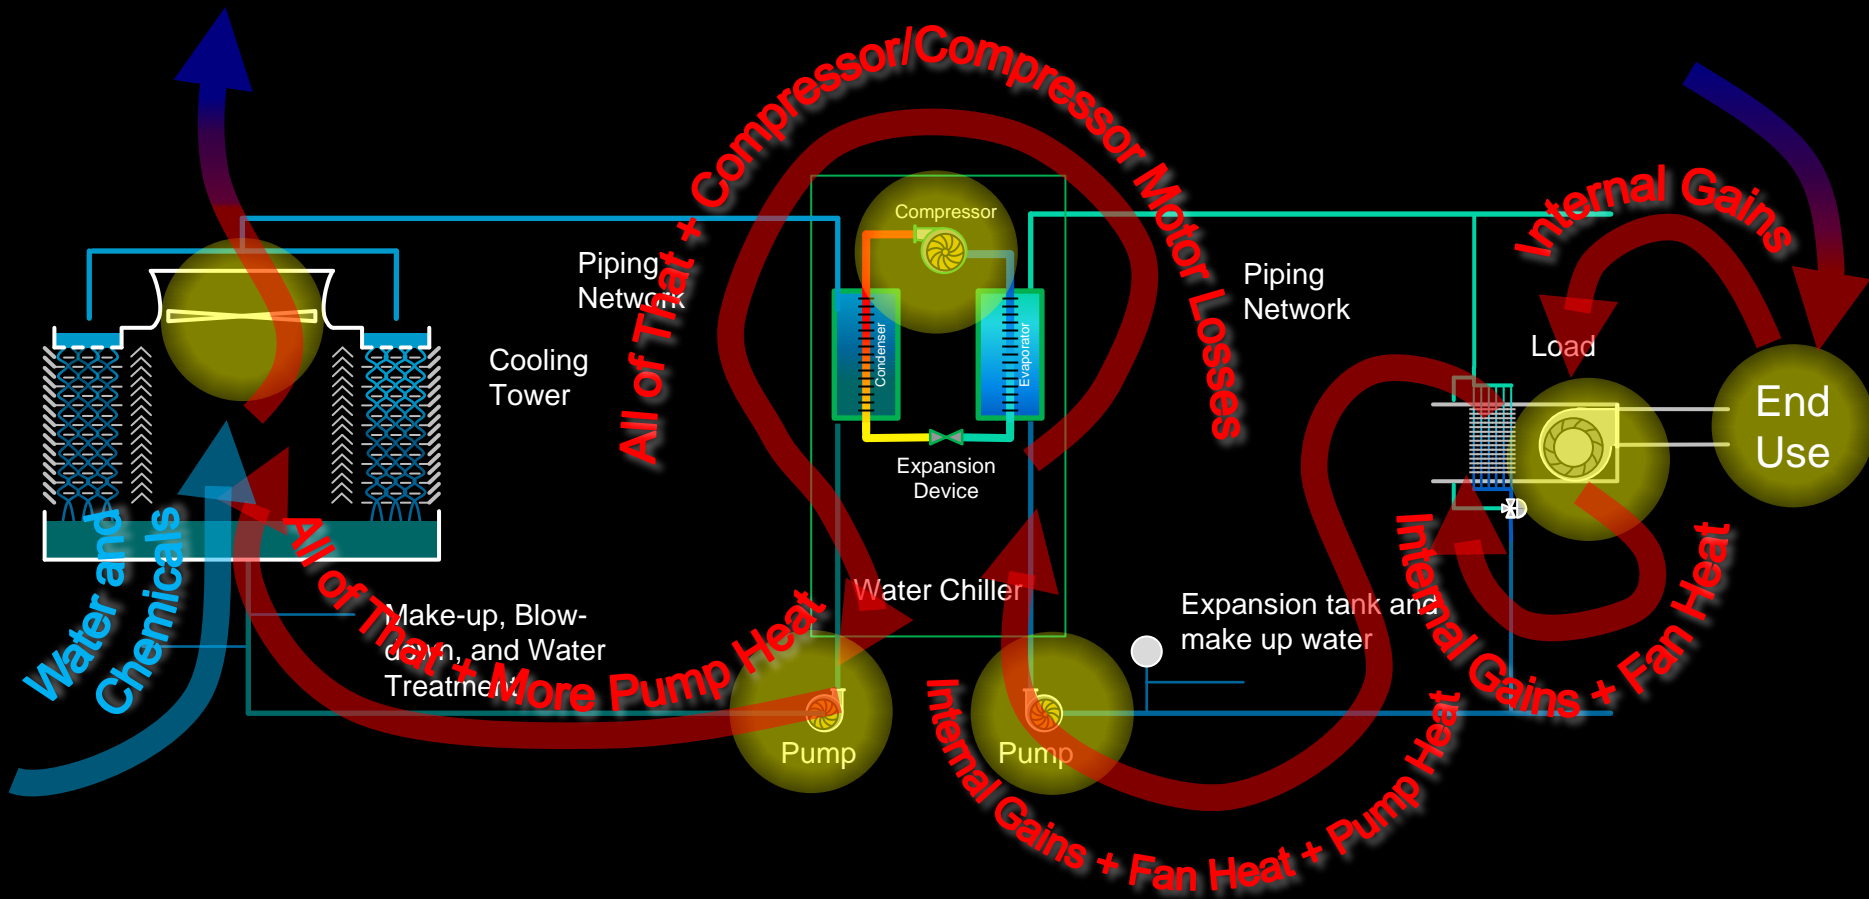 All of That + Compressor/Compressor Motor Losses
Internal Gains
Compressor
Piping
Network
Piping
Network
Cooling
Tower
Condenser
Evaporator
Load
End
Use
Expansion
Device
Water and
Chemicals
All of That + More Pump Heat
Water Chiller
Make-up, Blow-
down, and Water
Treatment
Expansion tank and
make up water
Internal Gains + Fan Heat
Pump
Pump
Internal Gains + Fan Heat + Pump Heat